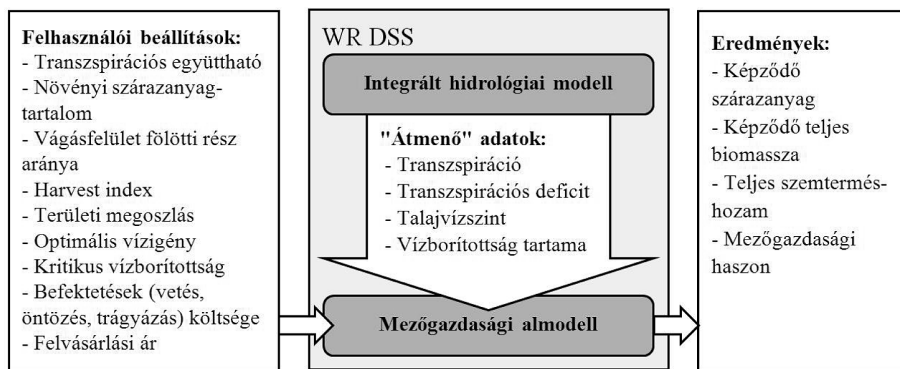 Felhasználói beállítások:
- Transzspirációs együttható
- Növényi szárazanyag-
tartalom
- Vágásfelület fölötti rész
aránya
- Harvest index
- Területi megoszlás
- Optimális vízigény
- Kritikus vízborítottság
- Befektetések (vetés,
öntözés, trágyázás) költsége
- Felvásárlási ár
WR DSS
Integrált hidrológiai modell
"Átmenő" adatok:
- Transzspiráció
- Transzspirációs deficit
- Talajvízszint
- Vízborítottság tartama
Mezőgazdasági almodell
Eredmények:
- Képződő
szárazanyag
- Képződő teljes
biomassza
- Teljes szemtermés-
hozam
- Mezőgazdasági
haszon